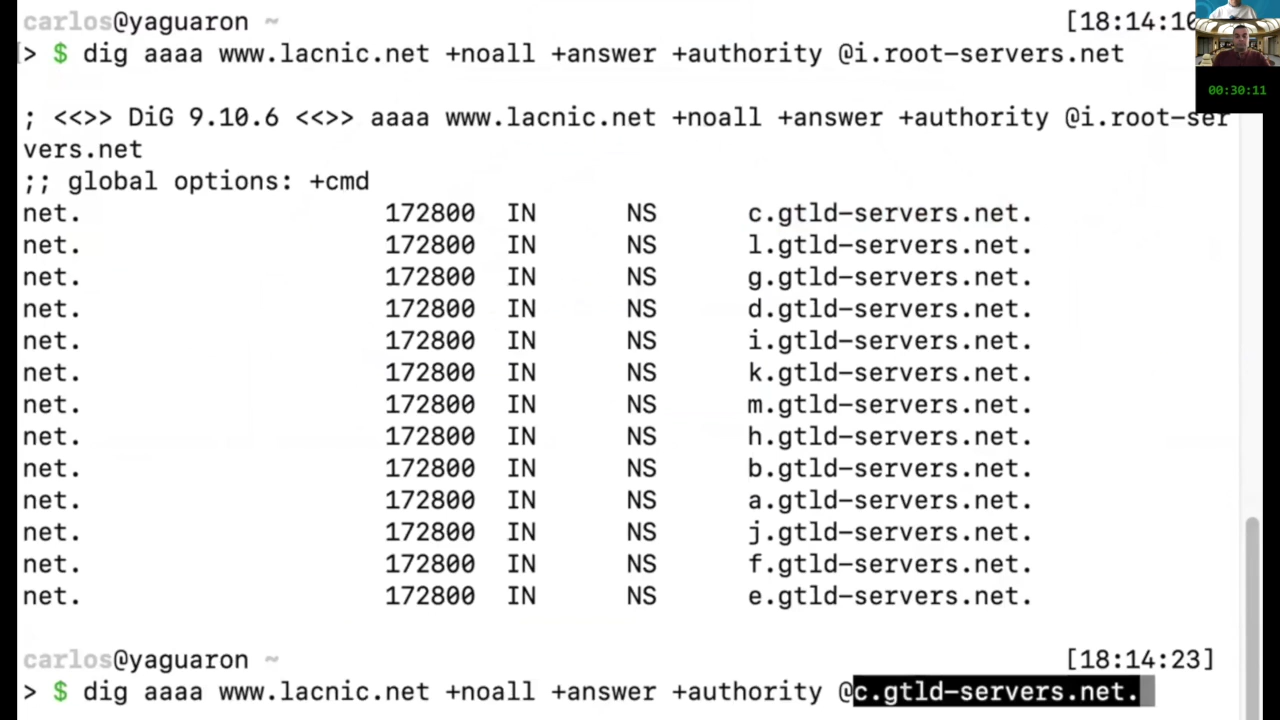 carlos@yaguaron ~ [18:14:10
> $ dig aaaa www.lacnic.net +noall +answer +authority @i.root-servers.net
00:30:11
; <<>> DiG 9.10.6 <<>> aaaa www.lacnic.net +noall +answer +authority @i.root-ser
vers.net
;; global options: +cmd
net. 172800 IN NS c.gtld-servers.net.
net. 172800 IN NS l.gtld-servers.net.
net. 172800 IN NS g.gtld-servers.net.
net. 172800 IN NS d.gtld-servers.net.
net. 172800 IN NS i.gtld-servers.net.
net. 172800 IN NS k.gtld-servers.net.
net. 172800 IN NS m.gtld-servers.net.
net. 172800 IN NS h.gtld-servers.net.
net. 172800 IN NS b.gtld-servers.net.
net. 172800 IN NS a.gtld-servers.net.
net. 172800 IN NS j.gtld-servers.net.
net. 172800 IN NS f.gtld-servers.net.
net. 172800 IN NS e.gtld-servers.net.
carlos@yaguaron ~ [18:14:23]
> $ dig aaaa www.lacnic.net +noall +answer +authority @c.gtld-servers.net.